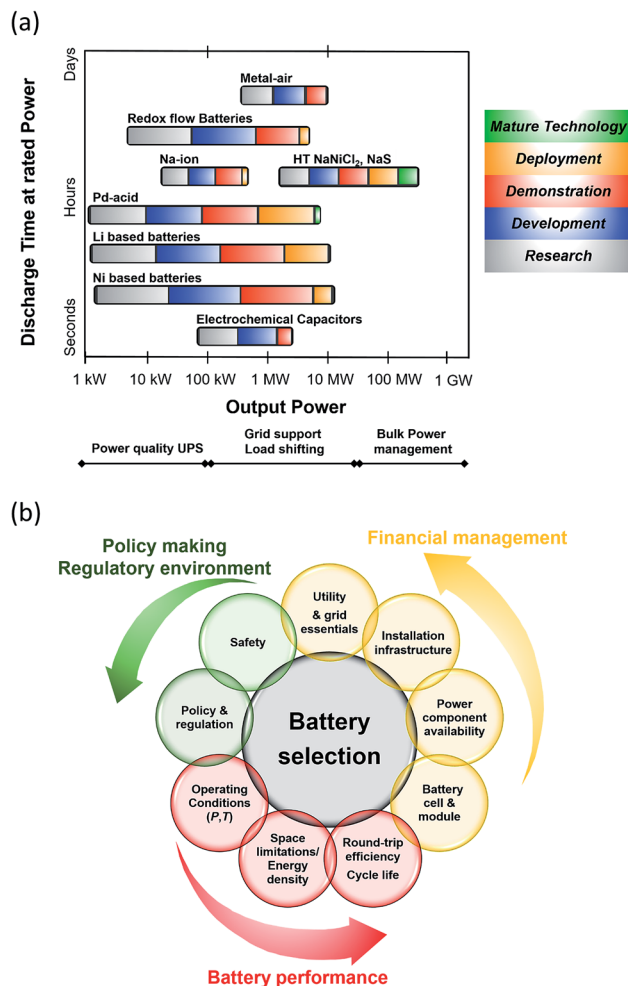 (a)
Discharge Time at rated Power
Days
Hours
Seconds
Metal-air
Redox flow Batteries
Na-ion
HT NaNiCl₂, NaS
Pd-acid
Li based batteries
Ni based batteries
Electrochemical Capacitors
1 kW
10 kW
100 kW
1 MW
10 MW
100 MW
1 GW
Output Power
Power quality UPS
Grid support
Load shifting
Bulk Power
management
Mature Technology
Deployment
Demonstration
Development
Research
(b)
Policy making
Regulatory environment
Financial management
Utility
& grid
essentials
Installation
infrastructure
Power
component
availability
Battery
cell &
module
Round-trip
efficiency
Cycle life
Space
limitations/
Energy
density
Operating
Conditions
(P,T)
Policy &
regulation
Safety
Battery
selection
Battery performance